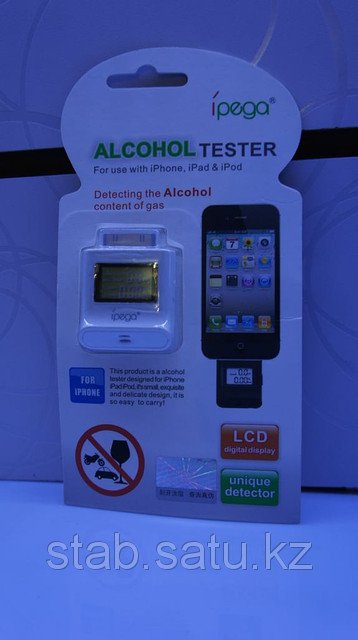 ípega®
ALCOHOL TESTER
For use with iPhone, iPad & iPod
Detecting the Alcohol
content of gas
ípega®
FOR
iPHONE
This product is a alcohol
tester designed for iPhone
iPad iPod, it's small, exquisite
and delicate design, it is
so easy to carry!
LCD
digital display
unique
detector
stab.satu.kz